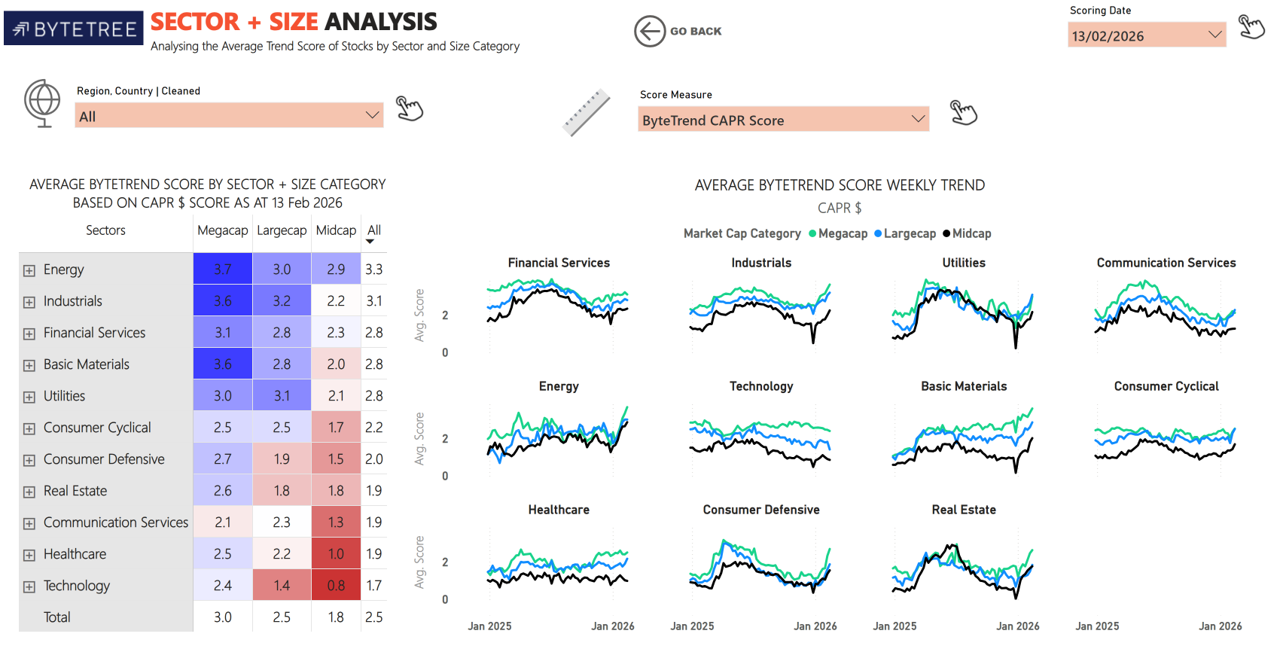 BYTETREE
SECTOR + SIZE ANALYSIS
Analysing the Average Trend Score of Stocks by Sector and Size Category
GO BACK
Scoring Date
13/02/2026
Region, Country | Cleaned
All
Score Measure
ByteTrend CAPR Score
AVERAGE BYTETREND SCORE BY SECTOR + SIZE CATEGORY
BASED ON CAPR $ SCORE AS AT 13 Feb 2026
Sectors Megacap Largecap Midcap All
Energy 3.7 3.0 2.9 3.3
Industrials 3.6 3.2 2.2 3.1
Financial Services 3.1 2.8 2.3 2.8
Basic Materials 3.6 2.8 2.0 2.8
Utilities 3.0 3.1 2.1 2.8
Consumer Cyclical 2.5 2.5 1.7 2.2
Consumer Defensive 2.7 1.9 1.5 2.0
Real Estate 2.6 1.8 1.8 1.9
Communication Services 2.1 2.3 1.3 1.9
Healthcare 2.5 2.2 1.0 1.9
Technology 2.4 1.4 0.8 1.7
Total 3.0 2.5 1.8 2.5
AVERAGE BYTETREND SCORE WEEKLY TREND
CAPR $
Market Cap Category Megacap Largecap Midcap
Financial Services Industrials Utilities Communication Services
Avg. Score
2
0
Energy Technology Basic Materials Consumer Cyclical
Avg. Score
2
0
Healthcare Consumer Defensive Real Estate
Avg. Score
2
0
Jan 2025 Jan 2026 Jan 2025 Jan 2026 Jan 2025 Jan 2026 Jan 2025 Jan 2026